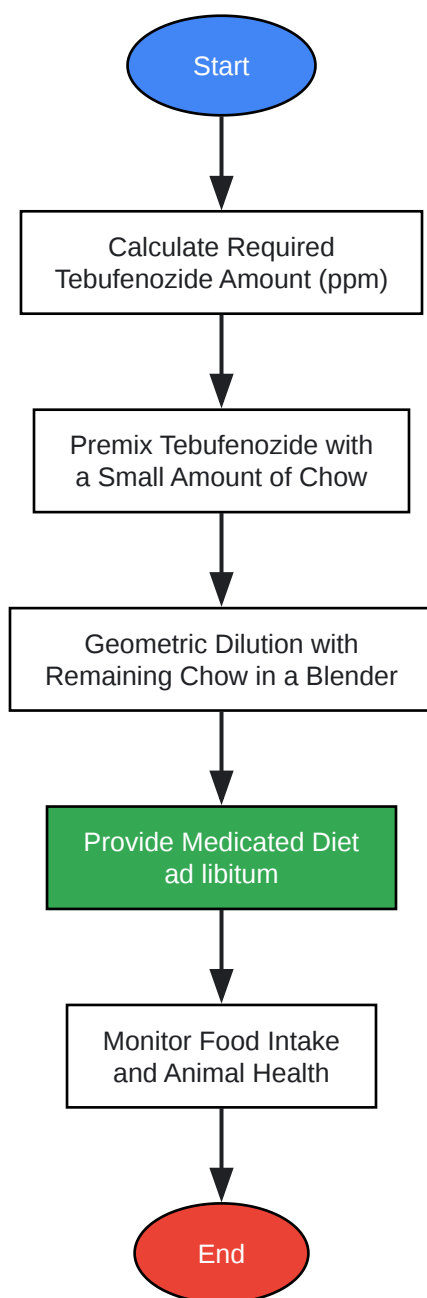 Start
Calculate Required
Tebufenozide Amount (ppm)
Premix Tebufenozide with
a Small Amount of Chow
Geometric Dilution with
Remaining Chow in a Blender
Provide Medicated Diet
ad libitum
Monitor Food Intake
and Animal Health
End